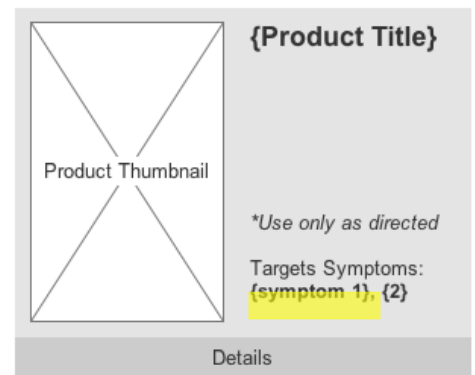 {Product Title}
Product Thumbnail
*Use only as directed
Targets Symptoms:
{symptom 1}, {2}
Details